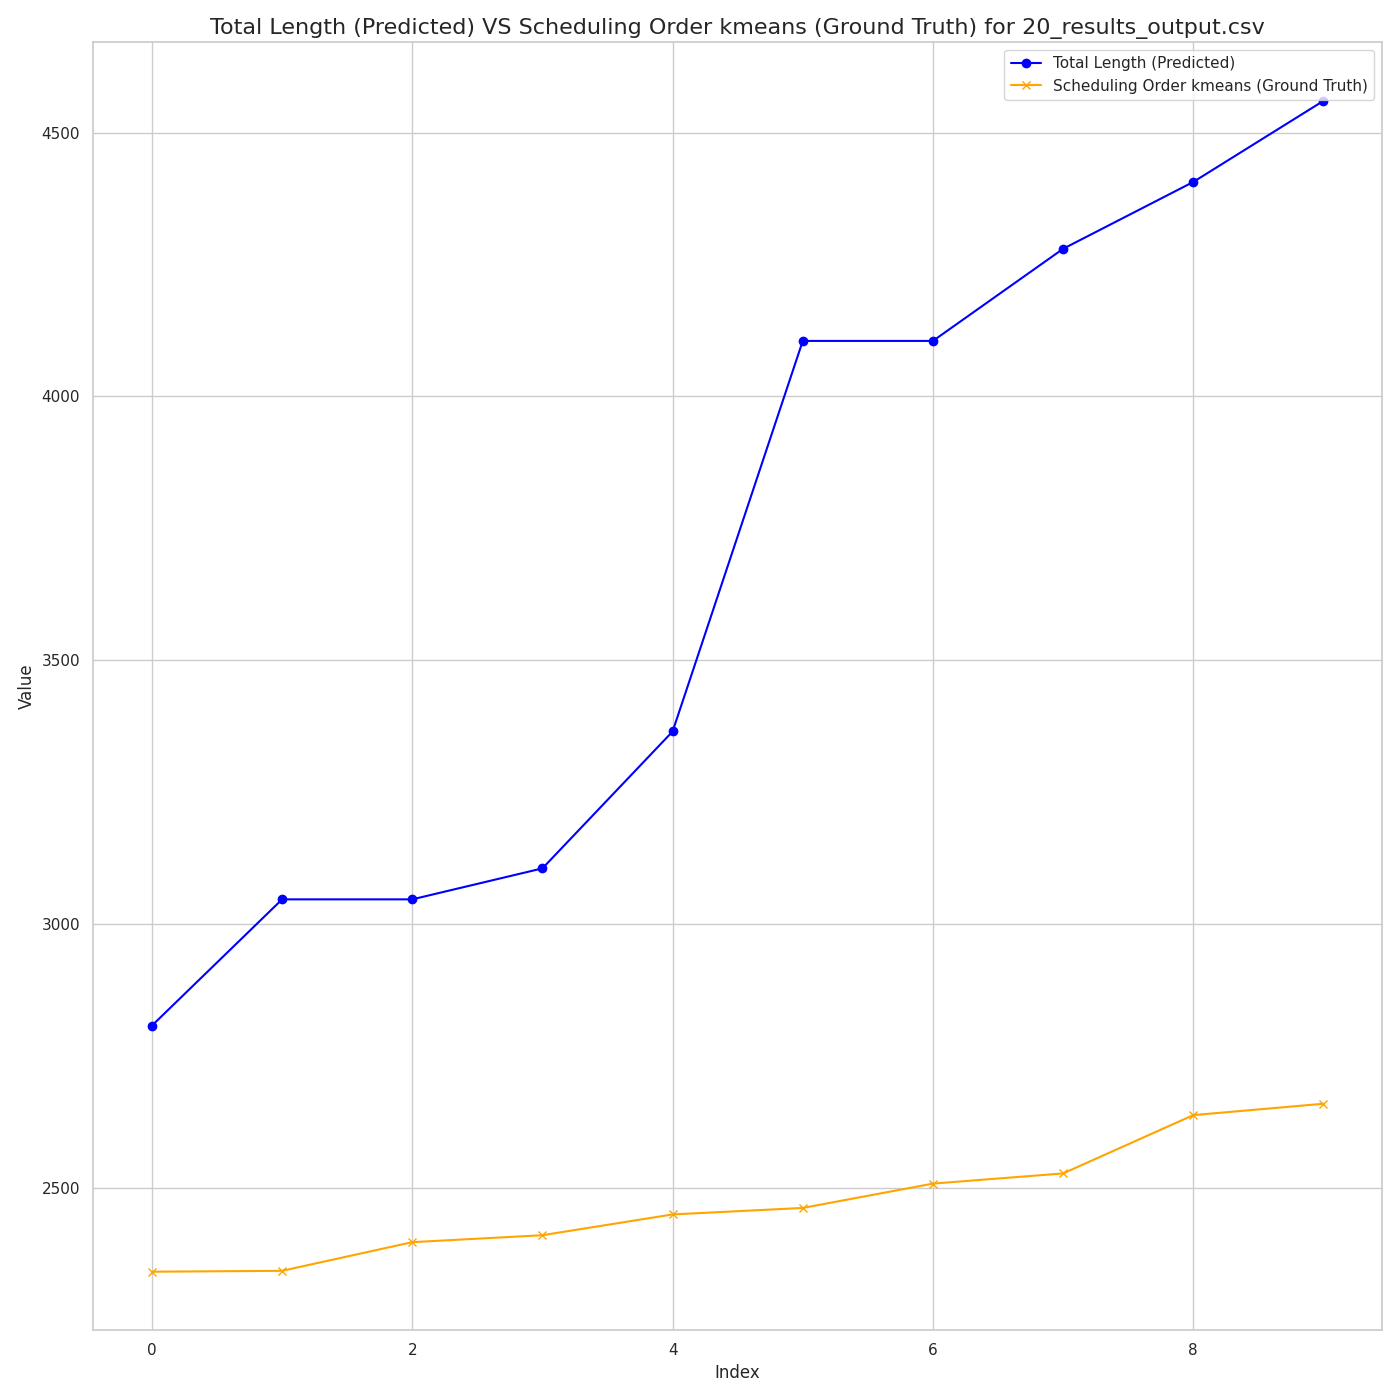 Total Length (Predicted) VS Scheduling Order kmeans (Ground Truth) for 20_results_output.csv
Total Length (Predicted)
Scheduling Order kmeans (Ground Truth)
4500
4000
3500
3000
2500
Value
0 2 4 6 8
Index